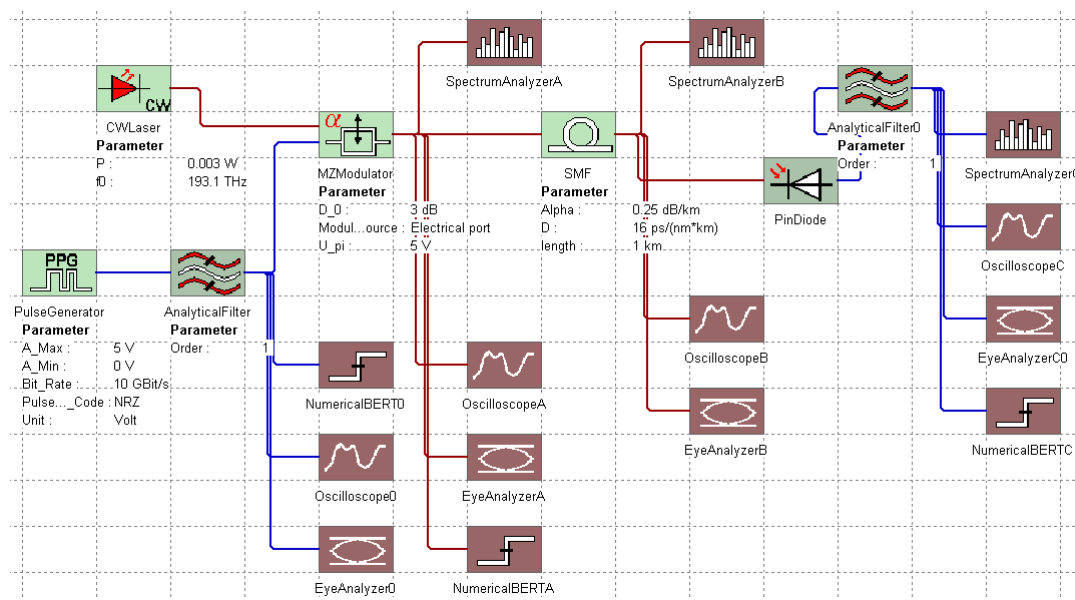 SpectrumAnalyzerA
SpectrumAnalyzerB
CW
CWLaser
Parameter
P : 0.003 W
f0 : 193.1 THz
α
MZModulator
Parameter
D_0 : 3 dB
Modul...ource : Electrical port
U_pi : 5 V
SMF
Parameter
Alpha : 0.25 dB/km
D : 16 ps/(nm*km)
length : 1 km
AnalyticalFilter0
Parameter
Order : 1
PinDiode
SpectrumAnalyzerC
OscilloscopeC
EyeAnalyzerC0
NumericalBERTC
PPG
PulseGenerator
Parameter
A_Max : 5 V
A_Min : 0 V
Bit_Rate : 10 GBit/s
Pulse..._Code : NRZ
Unit : Volt
AnalyticalFilter
Parameter
Order : 1
NumericalBERT0
OscilloscopeA
OscilloscopeB
EyeAnalyzerB
Oscilloscope0
EyeAnalyzerA
EyeAnalyzer0
NumericalBERTA